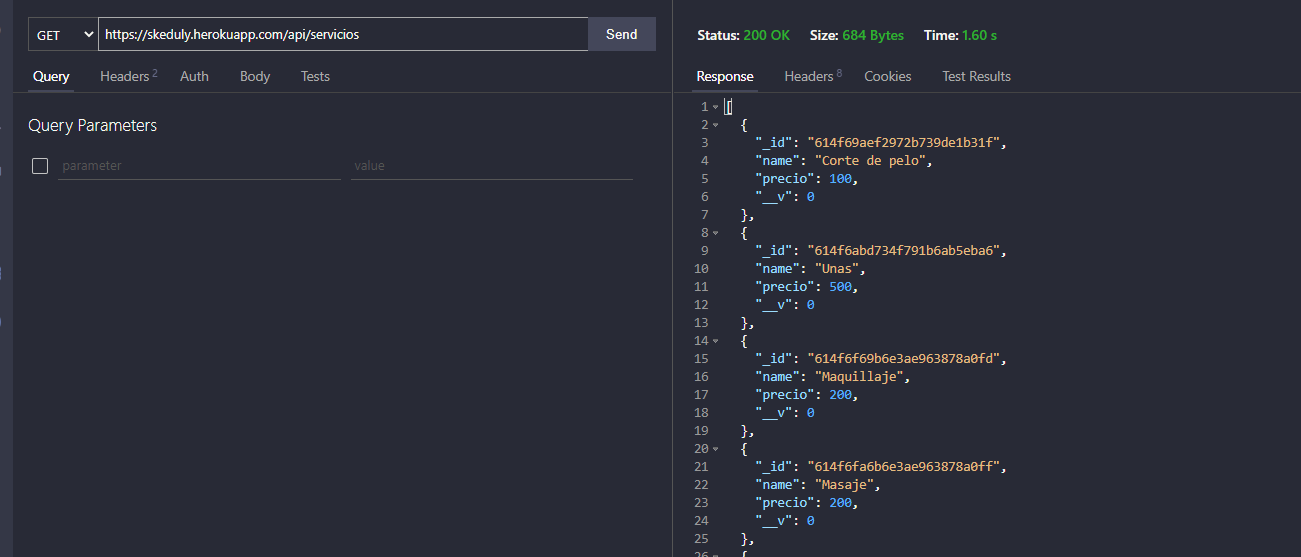 GET https://skeduly.herokuapp.com/api/servicios Send
Query Headers 2 Auth Body Tests
Query Parameters
parameter value
Status: 200 OK Size: 684 Bytes Time: 1.60 s
Response Headers 8 Cookies Test Results
1 [
2 {
3 "_id": "614f69aef2972b739de1b31f",
4 "name": "Corte de pelo",
5 "precio": 100,
6 "__v": 0
7 },
8 {
9 "_id": "614f6abd734f791b6ab5eba6",
10 "name": "Unas",
11 "precio": 500,
12 "__v": 0
13 },
14 {
15 "_id": "614f6f69b6e3ae963878a0fd",
16 "name": "Maquillaje",
17 "precio": 200,
18 "__v": 0
19 },
20 {
21 "_id": "614f6fa6b6e3ae963878a0ff",
22 "name": "Masaje",
23 "precio": 200,
24 "__v": 0
25 },
26 {